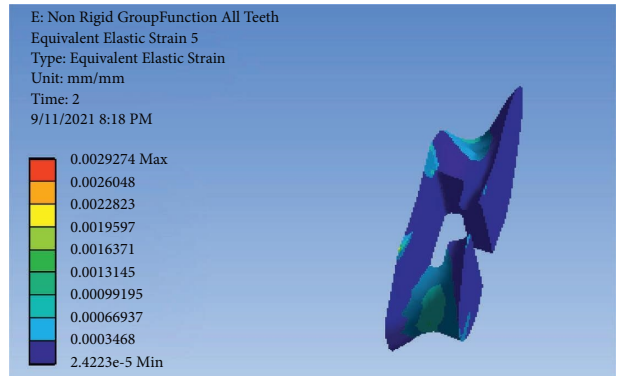 E: Non Rigid GroupFunction All Teeth
Equivalent Elastic Strain 5
Type: Equivalent Elastic Strain
Unit: mm/mm
Time: 2
9/11/2021 8:18 PM
0.0029274 Max
0.0026048
0.0022823
0.0019597
0.0016371
0.0013145
0.00099195
0.00066937
0.0003468
2.4223e-5 Min